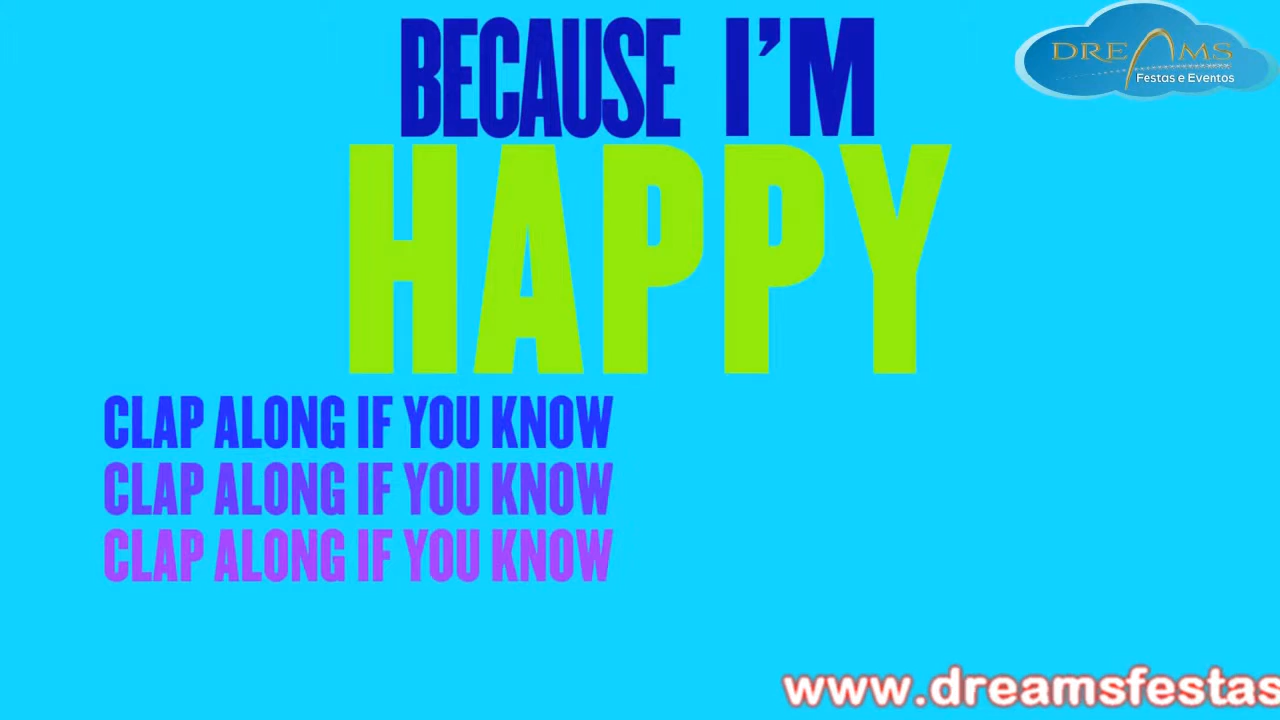 BECAUSE I'M
HAPPY
CLAP ALONG IF YOU KNOW
CLAP ALONG IF YOU KNOW
CLAP ALONG IF YOU KNOW
DREAMS
Festas e Eventos
www.dreamsfestas